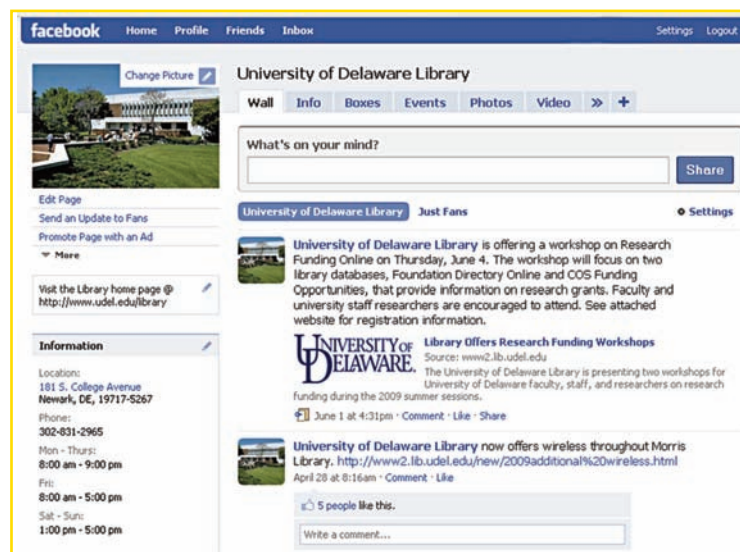 facebook Home Profile Friends Inbox Settings Logout
Change Picture
University of Delaware Library
Wall Info Boxes Events Photos Video » +
What's on your mind?
Share
Edit Page
Send an Update to Fans
Promote Page with an Ad
More
University of Delaware Library Just Fans Settings
Visit the Library home page @
http://www.udel.edu/library
Information
Location:
181 S. College Avenue
Newark, DE, 19717-5267
Phone:
302-831-2965
Mon - Thurs:
8:00 am - 9:00 pm
Fri:
8:00 am - 5:00 pm
Sat - Sun:
1:00 pm - 5:00 pm
University of Delaware Library is offering a workshop on Research
Funding Online on Thursday, June 4. The workshop will focus on two
library databases, Foundation Directory Online and COS Funding
Opportunities, that provide information on research grants. Faculty and
university staff researchers are encouraged to attend. See attached
website for registration information.
UNIVERSITY OF
DELAWARE.
Library Offers Research Funding Workshops
Source: www2.lib.udel.edu
The University of Delaware Library is presenting two workshops for
University of Delaware faculty, staff, and researchers on research
funding during the 2009 summer sessions.
June 1 at 4:31pm · Comment · Like · Share
University of Delaware Library now offers wireless throughout Morris
Library. http://www2.lib.udel.edu/new/2009additional%20wireless.html
April 28 at 8:16am · Comment · Like
5 people like this.
Write a comment...